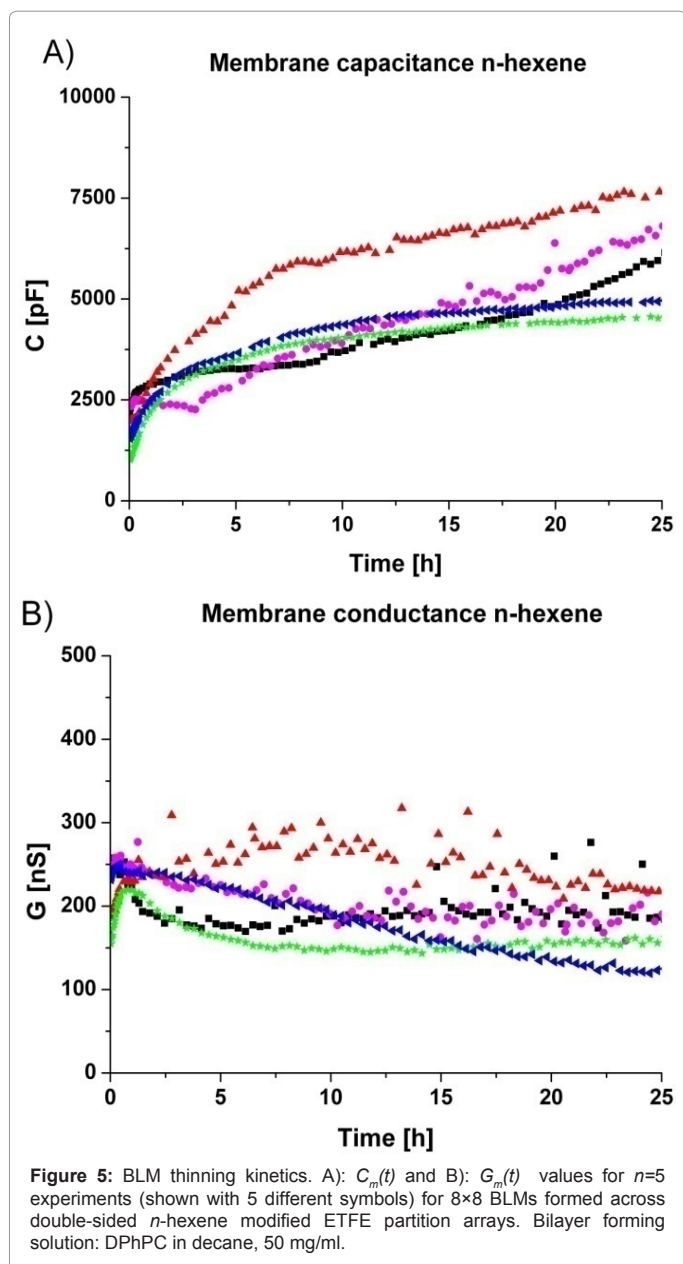 A)
Membrane capacitance n-hexene
10000
7500
5000
2500
0
C [pF]
0 5 10 15 20 25
Time [h]
B)
Membrane conductance n-hexene
500
400
300
200
100
0
G [nS]
0 5 10 15 20 25
Time [h]
Figure 5: BLM thinning kinetics. A): C_m(t) and B): G_m(t) values for n=5
experiments (shown with 5 different symbols) for 8×8 BLMs formed across
double-sided n-hexene modified ETFE partition arrays. Bilayer forming
solution: DPhPC in decane, 50 mg/ml.